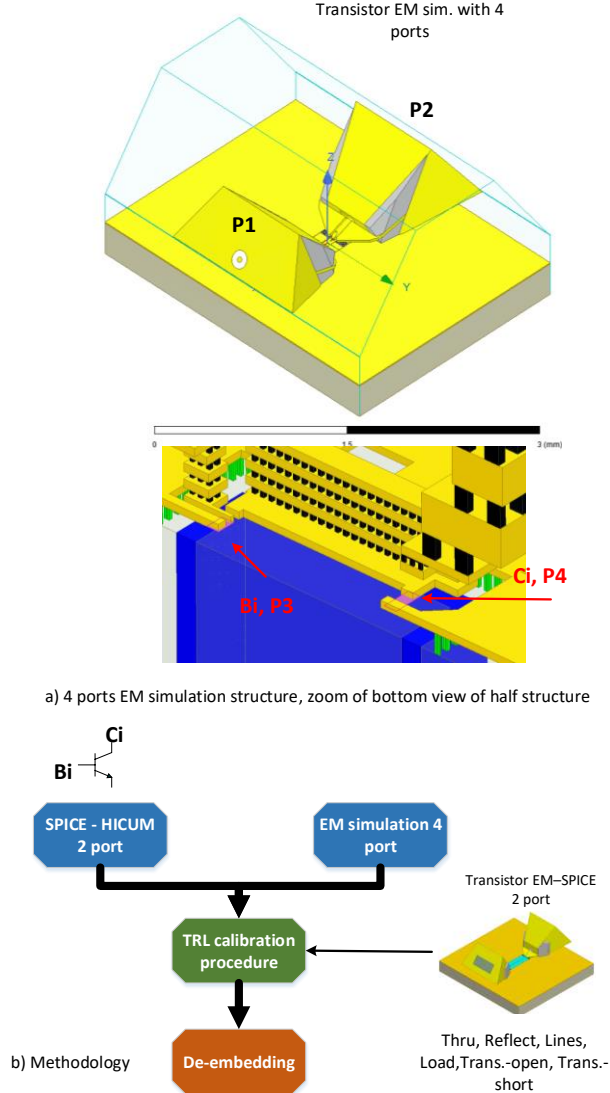 Transistor EM sim. with 4
ports
P2
Z
P1
Y
0
1.5
3 (mm)
Ci, P4
Bi, P3
a) 4 ports EM simulation structure, zoom of bottom view of half structure
Ci
Bi
SPICE - HICUM
2 port
EM simulation 4
port
Transistor EM–SPICE
2 port
TRL calibration
procedure
Thru, Reflect, Lines,
Load,Trans.-open, Trans.-
short
b) Methodology
De-embedding